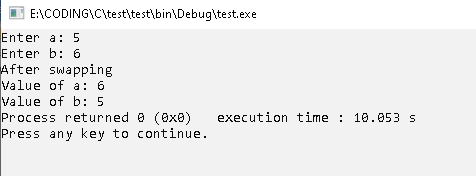 E:\CODING\C\test\test\bin\Debug\test.exe
Enter a: 5
Enter b: 6
After swapping
Value of a: 6
Value of b: 5
Process returned 0 (0x0)   execution time : 10.053 s
Press any key to continue.